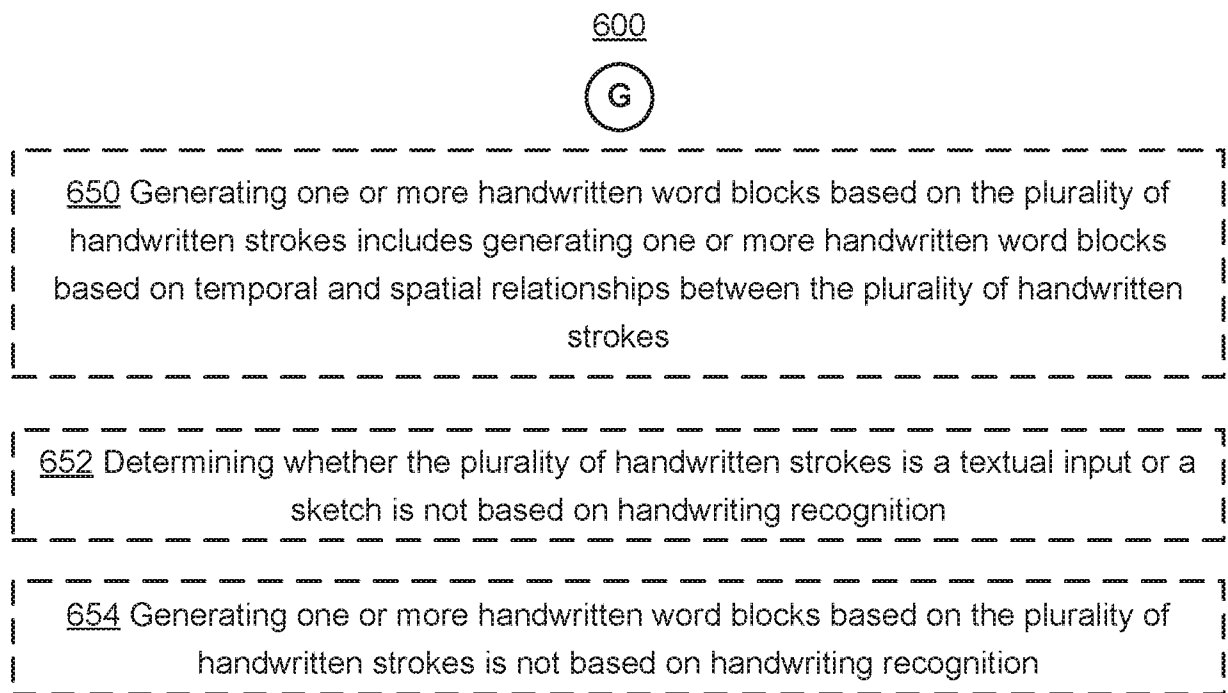 600
G
650 Generating one or more handwritten word blocks based on the plurality of
handwritten strokes includes generating one or more handwritten word blocks
based on temporal and spatial relationships between the plurality of handwritten
strokes
652 Determining whether the plurality of handwritten strokes is a textual input or a
sketch is not based on handwriting recognition
654 Generating one or more handwritten word blocks based on the plurality of
handwritten strokes is not based on handwriting recognition